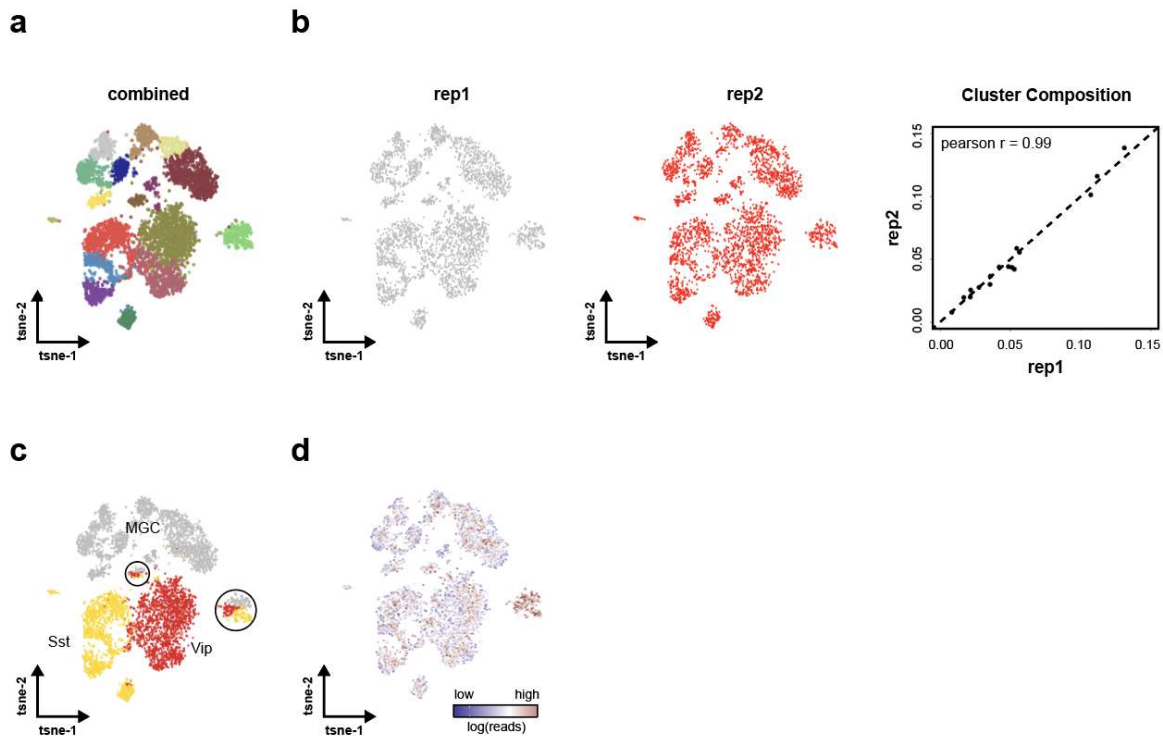 a
b
combined
rep1
rep2
Cluster Composition
pearson r = 0.99
0.15
0.10
0.05
0.00
rep2
0.00
0.05
0.10
0.15
rep1
tsne-2
tsne-1
tsne-2
tsne-1
tsne-2
tsne-1
c
d
MGC
Sst
Vip
tsne-2
tsne-1
tsne-2
tsne-1
low
high
log(reads)